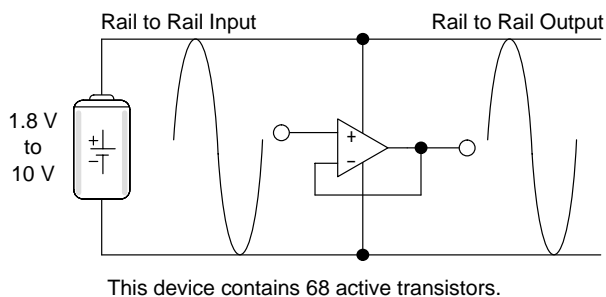 Rail to Rail Input
Rail to Rail Output
1.8 V
to
10 V
+
−
+
−
This device contains 68 active transistors.